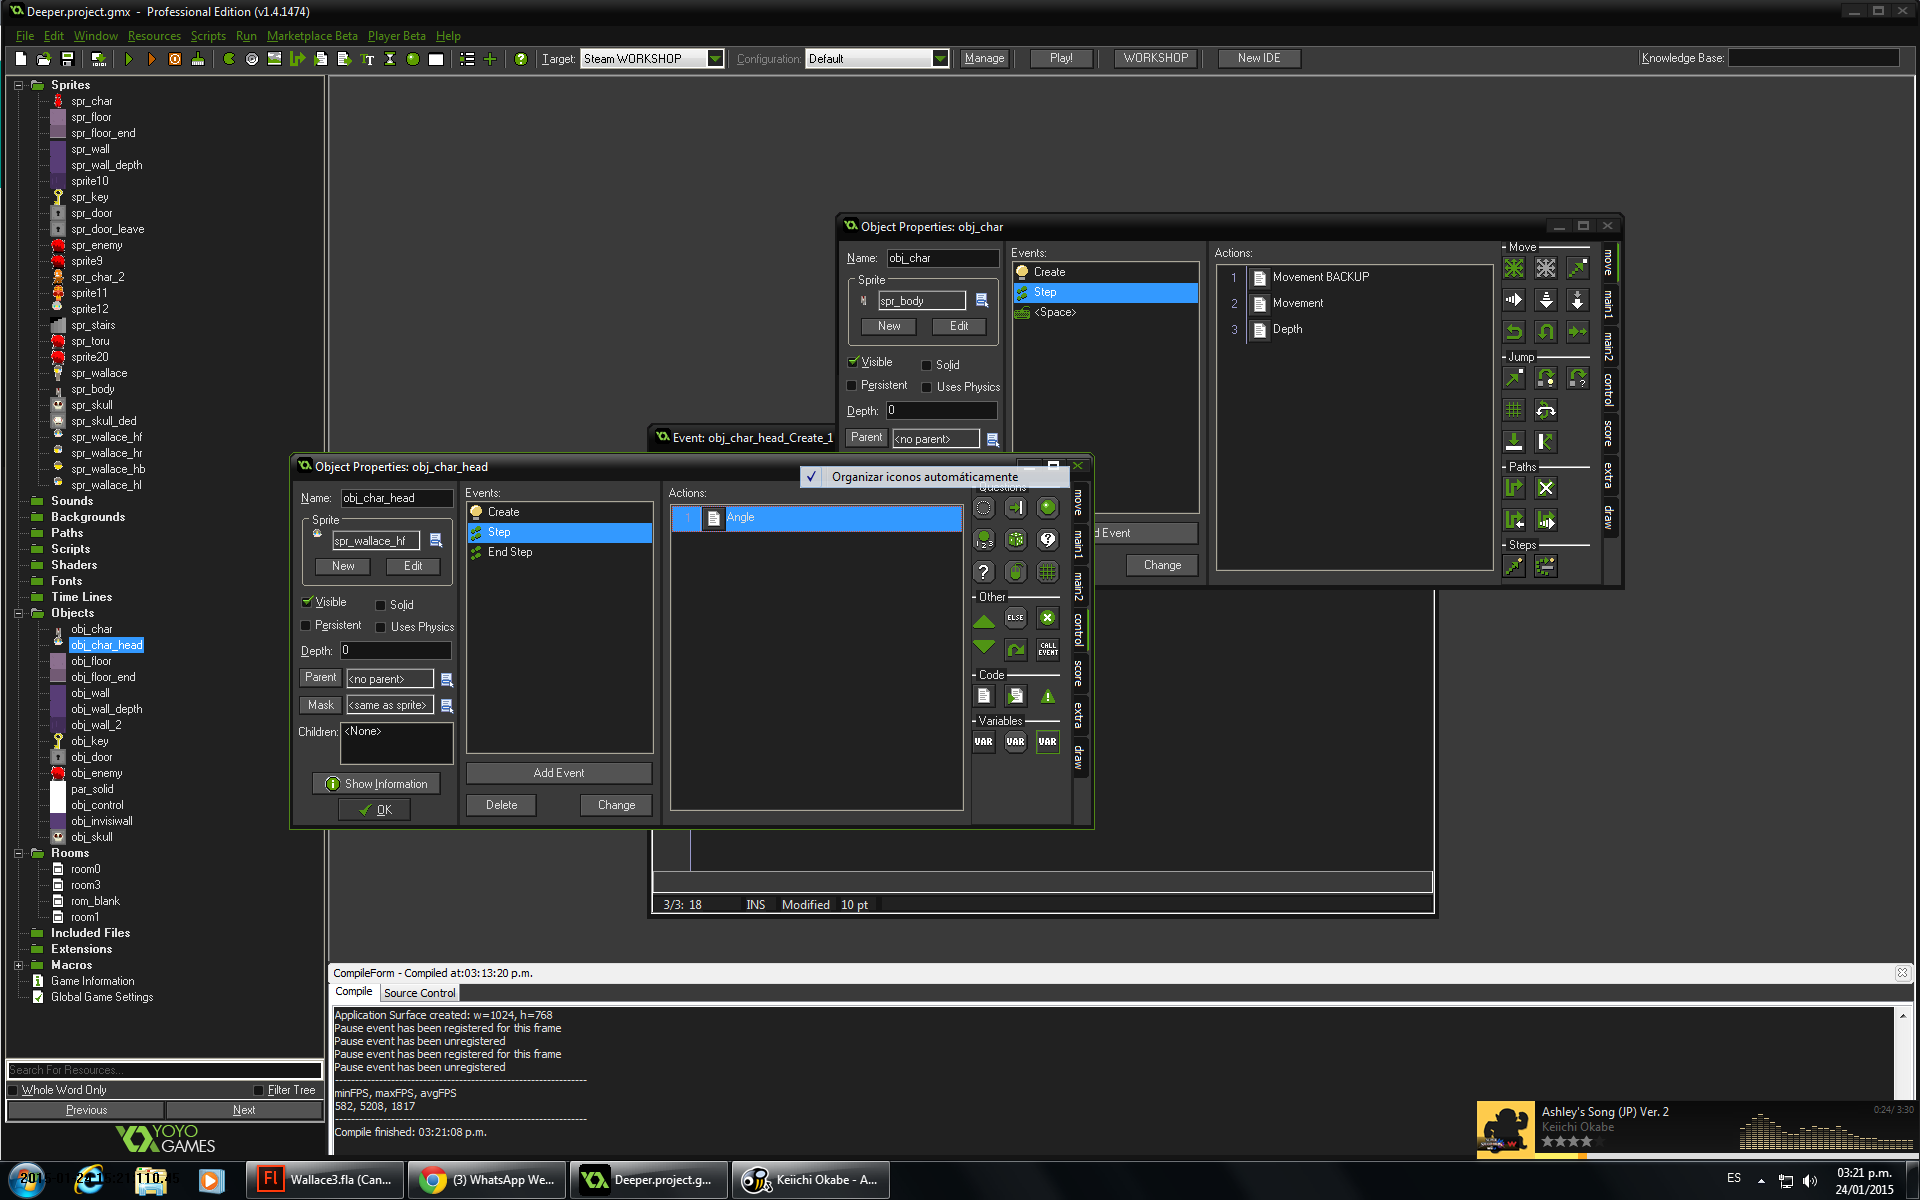 Deeper.project.gmx - Professional Edition (v1.4.1474)
File Edit Window Resources Scripts Run Marketplace Beta Player Beta Help
Target: Steam WORKSHOP Configuration: Default Manage Play! WORKSHOP New IDE Knowledge Base:
Sprites
spr_char
spr_floor
spr_floor_end
spr_wall
spr_wall_depth
sprite10
spr_key
spr_door
spr_door_leave
spr_enemy
sprite9
spr_char_2
sprite11
sprite12
spr_stairs
spr_toru
sprite20
spr_wallace
spr_body
spr_skull
spr_skull_ded
spr_wallace_hf
spr_wallace_hr
spr_wallace_hb
spr_wallace_hl
Sounds
Backgrounds
Paths
Scripts
Shaders
Fonts
Time Lines
Objects
obj_char
obj_char_head
obj_floor
obj_floor_end
obj_wall
obj_wall_depth
obj_wall_2
obj_key
obj_door
obj_enemy
par_solid
obj_control
obj_invisiwall
obj_skull
Rooms
room0
room3
rom_blank
room1
Included Files
Extensions
Macros
Game Information
Global Game Settings
Search For Resources...
Whole Word Only Filter Tree
Previous Next
YOYO
GAMES
Object Properties: obj_char
Name: obj_char
Sprite
spr_body
New Edit
Visible Solid
Persistent Uses Physics
Depth: 0
Parent <no parent>
Events:
Create
Step
<Space>
d Event
Change
Actions:
1 Movement BACKUP
2 Movement
3 Depth
Move
Jump
Paths
Steps
move
main1
main2
control
score
extra
draw
Event: obj_char_head_Create_1
Object Properties: obj_char_head
Organizar iconos automáticamente
Name: obj_char_head
Sprite
spr_wallace_hf
New Edit
Visible Solid
Persistent Uses Physics
Depth: 0
Parent <no parent>
Mask <same as sprite>
Children: <None>
Show Information
OK
Events:
Create
Step
End Step
Add Event
Delete Change
Actions:
1 Angle
Questions
Other
ELSE
CALL EVENT
Code
Variables
VAR VAR VAR
move
main1
main2
control
score
extra
draw
3/3: 18 INS Modified 10 pt
CompileForm - Compiled at:03:13:20 p.m.
Compile Source Control
Application Surface created: w=1024, h=768
Pause event has been registered for this frame
Pause event has been unregistered
Pause event has been registered for this frame
Pause event has been unregistered
minFPS, maxFPS, avgFPS
582, 5208, 1817
Compile finished: 03:21:08 p.m.
Ashley's Song (JP) Ver. 2
Keiichi Okabe
0:24/ 3:30
Wallace3.fla (Can...
(3) WhatsApp We...
Deeper.project.g...
Keiichi Okabe - A...
ES
03:21 p.m.
24/01/2015